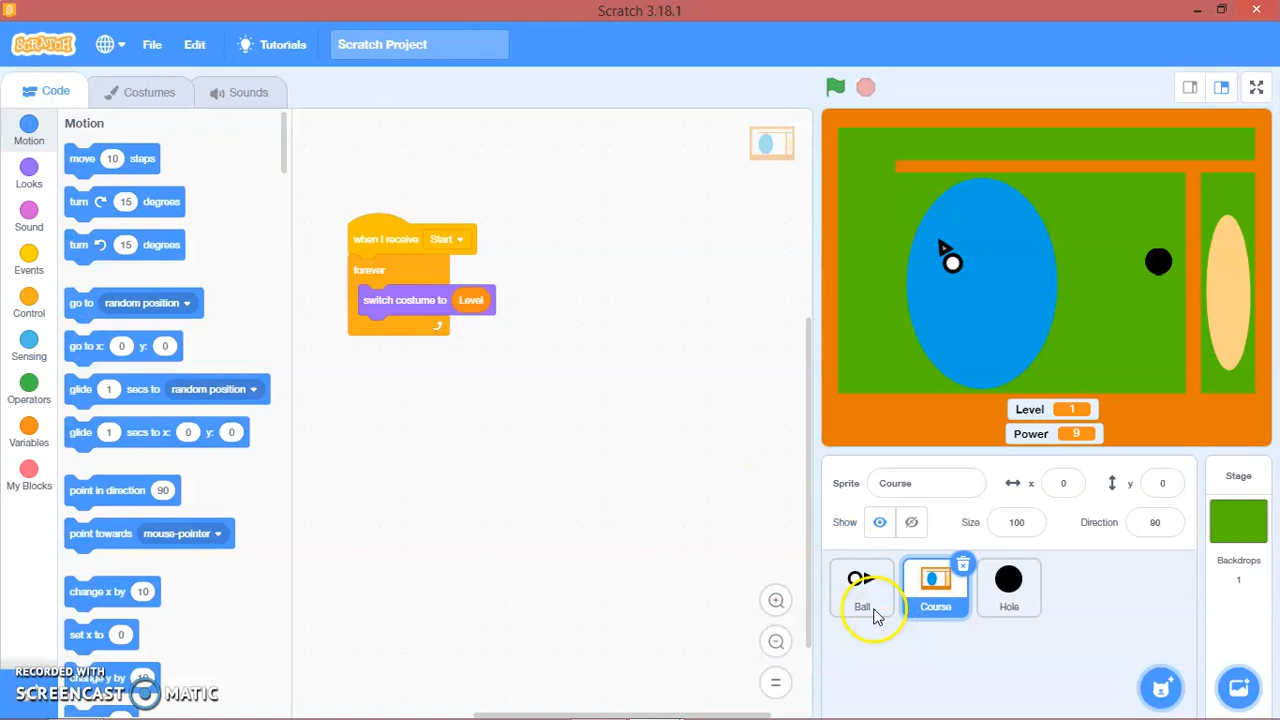 Scratch 3.18.1
SCRATCH File Edit Tutorials Scratch Project
Code Costumes Sounds
Motion Motion
move 10 steps
Looks
turn 15 degrees
Sound
turn 15 degrees
Events
go to random position
Control
go to x: 0 y: 0
Sensing
glide 1 secs to random position
Operators
glide 1 secs to x: 0 y: 0
Variables
My Blocks
point in direction 90
point towards mouse-pointer
change x by 10
set x to 0
change y by 10
when I receive Start
forever
switch costume to Level
Level 1
Power 9
Sprite Course x 0 y 0
Show Size 100 Direction 90
Ball Course Hole
Stage
Backdrops
1
RECORDED WITH
SCREENCAST MATIC